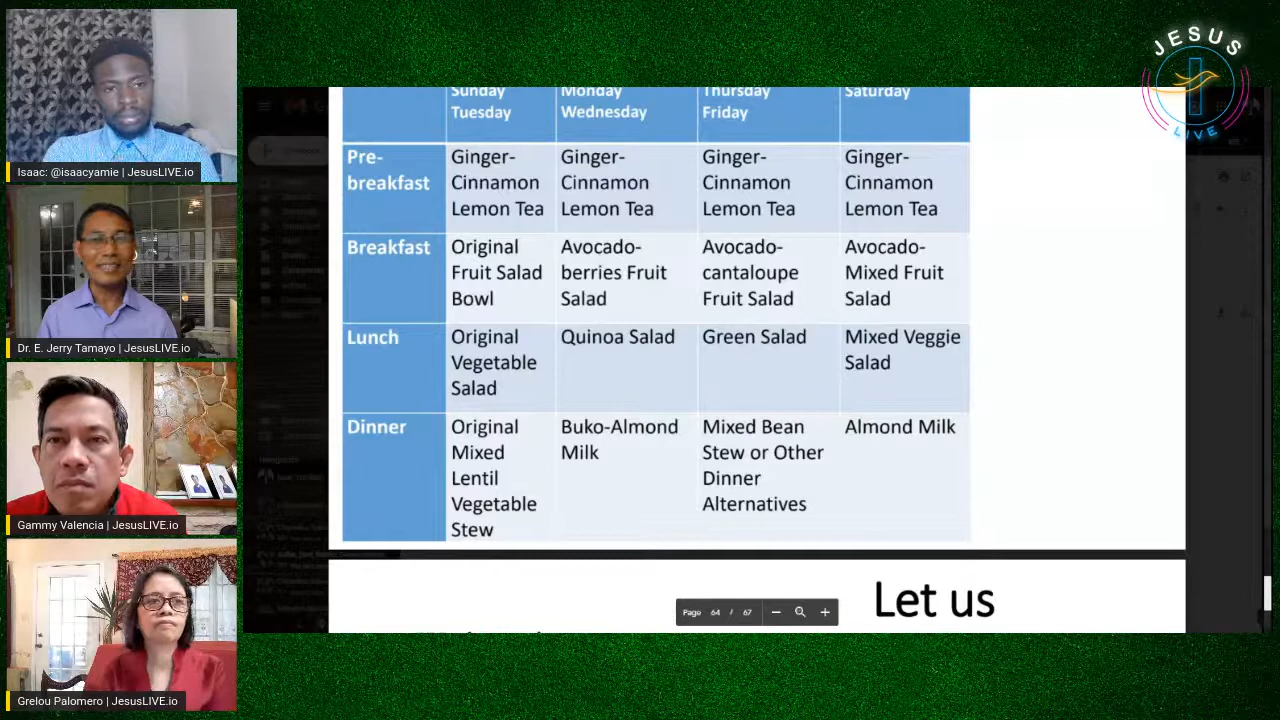 JESUS
LIVE
Isaac: @isaacyamie | JesusLIVE.io
Dr. E. Jerry Tamayo | JesusLIVE.io
Gammy Valencia | JesusLIVE.io
Grelou Palomero | JesusLIVE.io
Sunday
Tuesday
Monday
Wednesday
Thursday
Friday
Saturday
Pre-
breakfast
Ginger-
Cinnamon
Lemon Tea
Ginger-
Cinnamon
Lemon Tea
Ginger-
Cinnamon
Lemon Tea
Ginger-
Cinnamon
Lemon Tea
Breakfast
Original
Fruit Salad
Bowl
Avocado-
berries Fruit
Salad
Avocado-
cantaloupe
Fruit Salad
Avocado-
Mixed Fruit
Salad
Lunch
Original
Vegetable
Salad
Quinoa Salad
Green Salad
Mixed Veggie
Salad
Dinner
Original
Mixed
Lentil
Vegetable
Stew
Buko-Almond
Milk
Mixed Bean
Stew or Other
Dinner
Alternatives
Almond Milk
Let us
Page 64 / 67